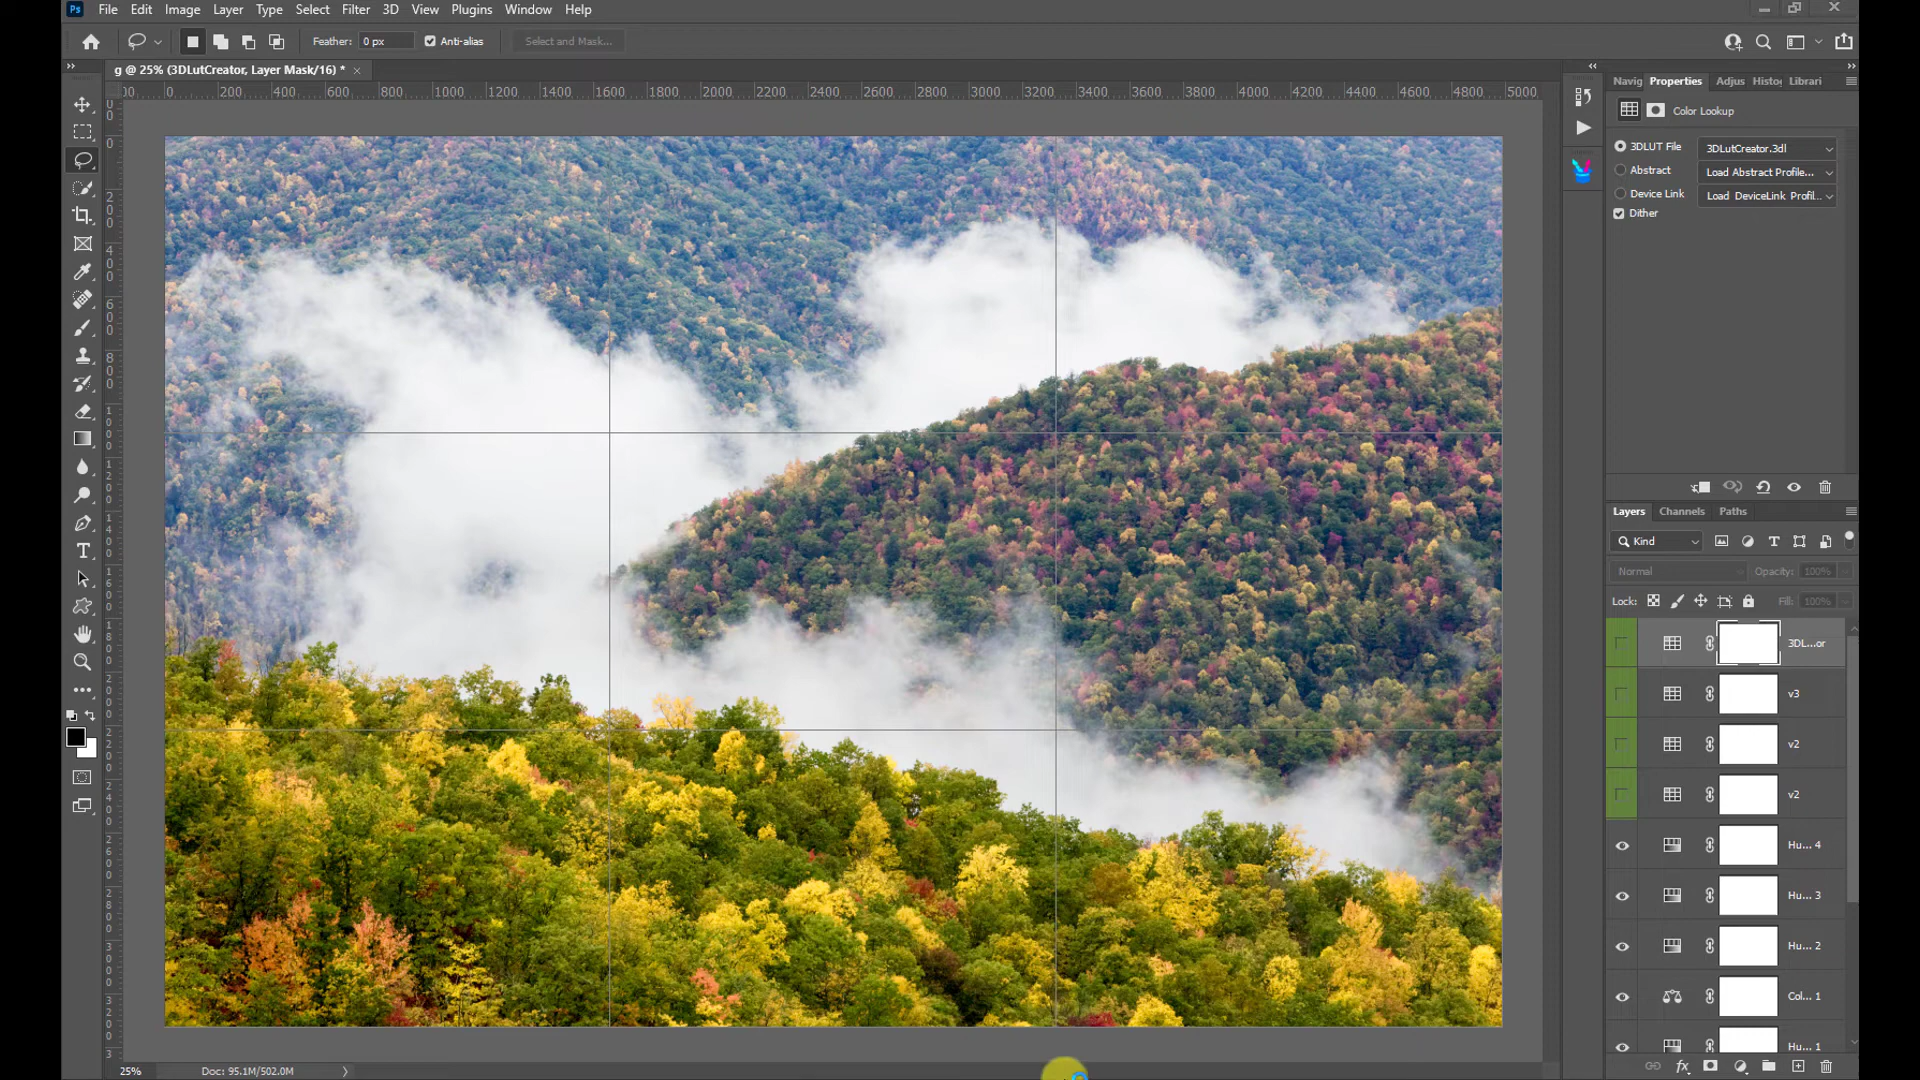 Ps File Edit Image Layer Type Select Filter 3D View Plugins Window Help
Feather: 0 px Anti-alias Select and Mask...
g @ 25% (3DLutCreator, Layer Mask/16) *
00 0 200 400 600 800 1000 1200 1400 1600 1800 2000 2200 2400 2600 2800 3000 3200 3400 3600 3800 4000 4200 4400 4600 4800 5000
Navig Properties Adjus Histog Librari
Color Lookup
3DLUT File 3DLutCreator.3dl
Abstract Load Abstract Profile...
Device Link Load DeviceLink Profil...
Dither
Layers Channels Paths
Kind
Normal Opacity: 100%
Lock: Fill: 100%
3DL...or
v3
v2
v2
Hu... 4
Hu... 3
Hu... 2
Col... 1
Hu... 1
25% Doc: 95.1M/502.0M